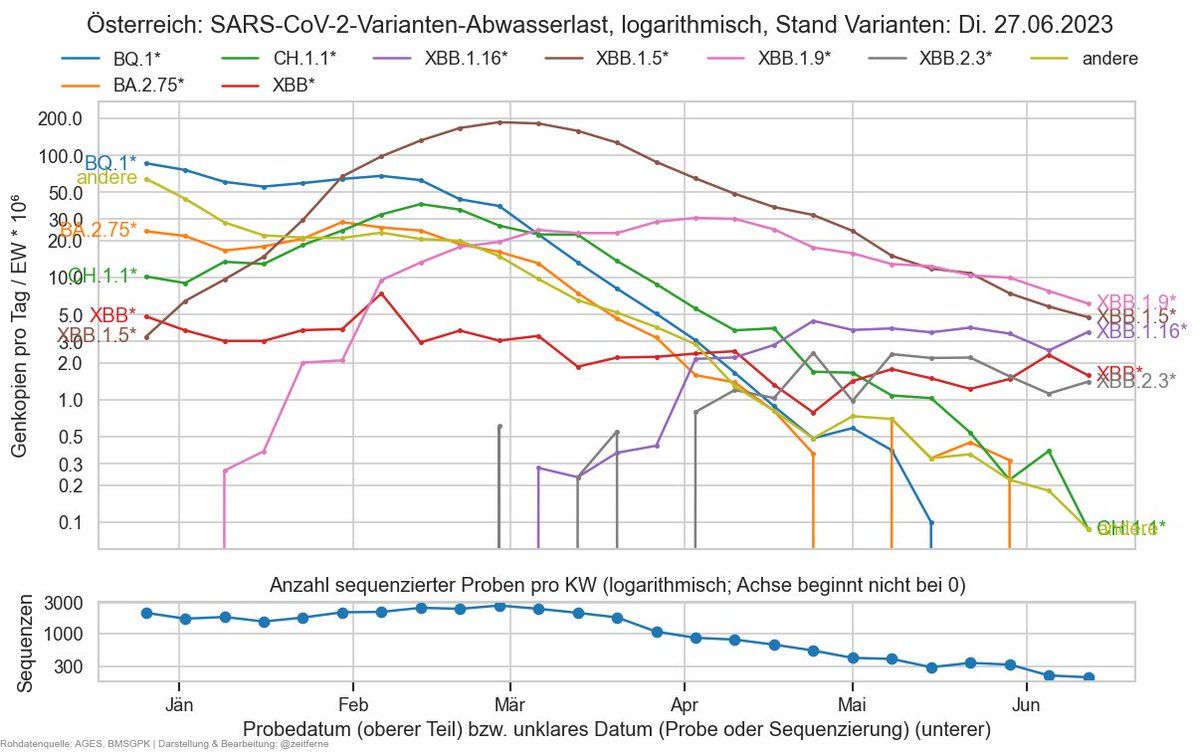 Österreich: SARS-CoV-2-Varianten-Abwasserlast, logarithmisch, Stand Varianten: Di. 27.06.2023
BQ.1* CH.1.1* XBB.1.16* XBB.1.5* XBB.1.9* XBB.2.3* andere
BA.2.75* XBB*
Genkopien pro Tag / EW * 10⁶
200.0
100.0
50.0
30.0
20.0
10.0
5.0
3.0
2.0
1.0
0.5
0.3
0.2
0.1
BQ.1*
andere
BA.2.75*
CH.1.1*
XBB*
XBB.1.5*
XBB.1.9*
XBB.1.5*
XBB.1.16*
XBB*
XBB.2.3*
CH.1.1*
andere
Anzahl sequenzierter Proben pro KW (logarithmisch; Achse beginnt nicht bei 0)
Sequenzen
3000
1000
300
Jän Feb Mär Apr Mai Jun
Probedatum (oberer Teil) bzw. unklares Datum (Probe oder Sequenzierung) (unterer)
Rohdatenquelle: AGES, BMSGPK | Darstellung & Bearbeitung: @zeitferne